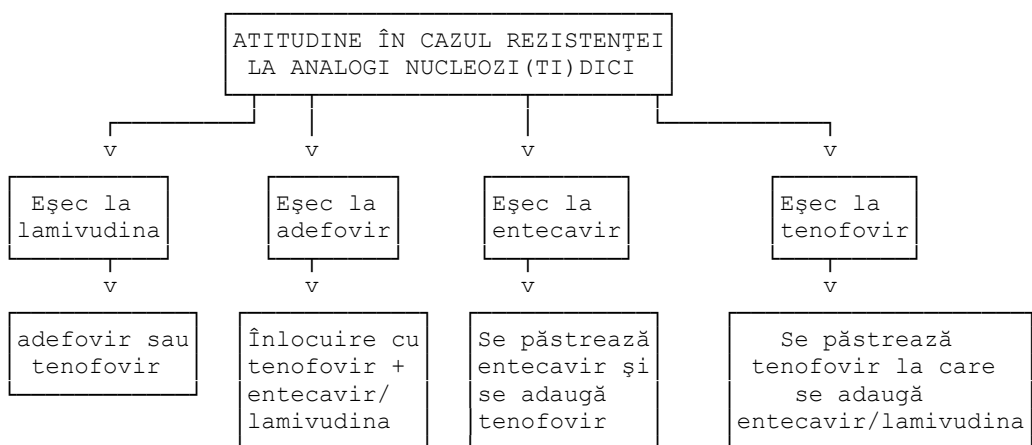 ATITUDINE ÎN CAZUL REZISTENŢEI
LA ANALOGI NUCLEOZI(TI)DICI
v
v
v
v
Eşec la
lamivudina
Eşec la
adefovir
Eşec la
entecavir
Eşec la
tenofovir
v
v
v
v
adefovir sau
tenofovir
Înlocuire cu
tenofovir +
entecavir/
lamivudina
Se păstrează
entecavir şi
se adaugă
tenofovir
Se păstrează
tenofovir la care
se adaugă
entecavir/lamivudina